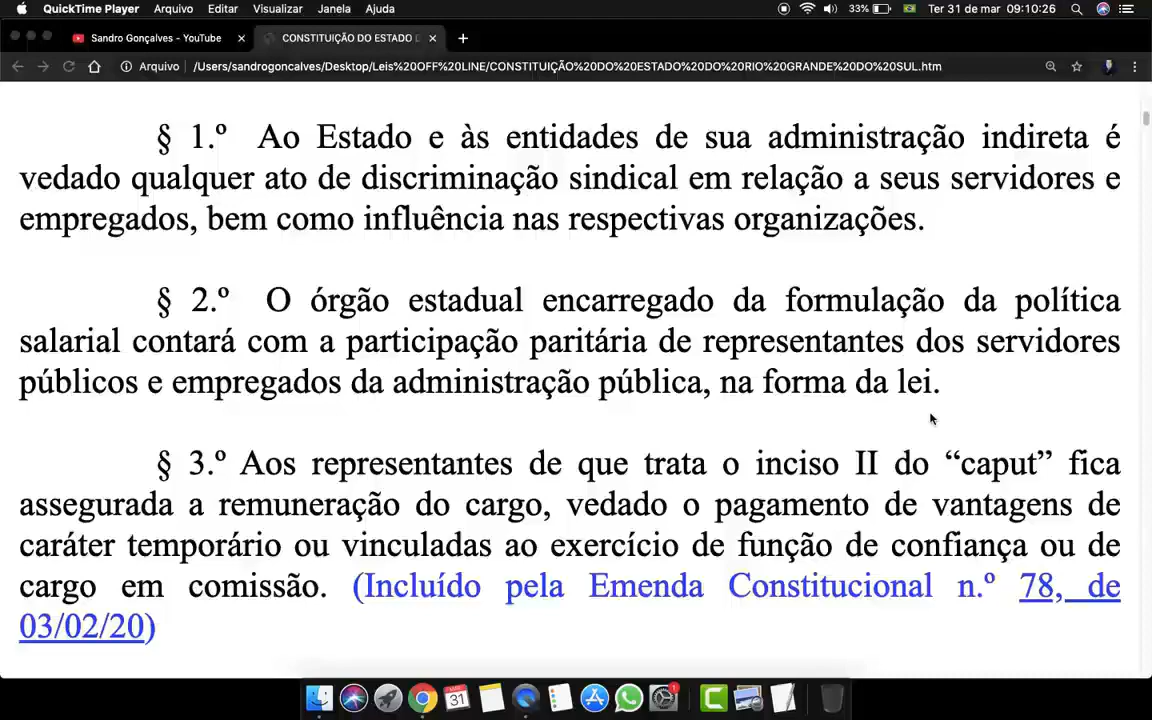 QuickTime Player Arquivo Editar Visualizar Janela Ajuda 33% Ter 31 de mar 09:10:26
Sandro Gonçalves - YouTube CONSTITUIÇÃO DO ESTADO
Arquivo /Users/sandrogoncalves/Desktop/Leis%20OFF%20LINE/CONSTITUIÇÃO%20DO%20ESTADO%20DO%20RIO%20GRANDE%20DO%20SUL.htm
§ 1.º Ao Estado e às entidades de sua administração indireta é
vedado qualquer ato de discriminação sindical em relação a seus servidores e
empregados, bem como influência nas respectivas organizações.
§ 2.º O órgão estadual encarregado da formulação da política
salarial contará com a participação paritária de representantes dos servidores
públicos e empregados da administração pública, na forma da lei.
§ 3.º Aos representantes de que trata o inciso II do “caput” fica
assegurada a remuneração do cargo, vedado o pagamento de vantagens de
caráter temporário ou vinculadas ao exercício de função de confiança ou de
cargo em comissão. (Incluído pela Emenda Constitucional n.º 78, de
03/02/20)
31
1